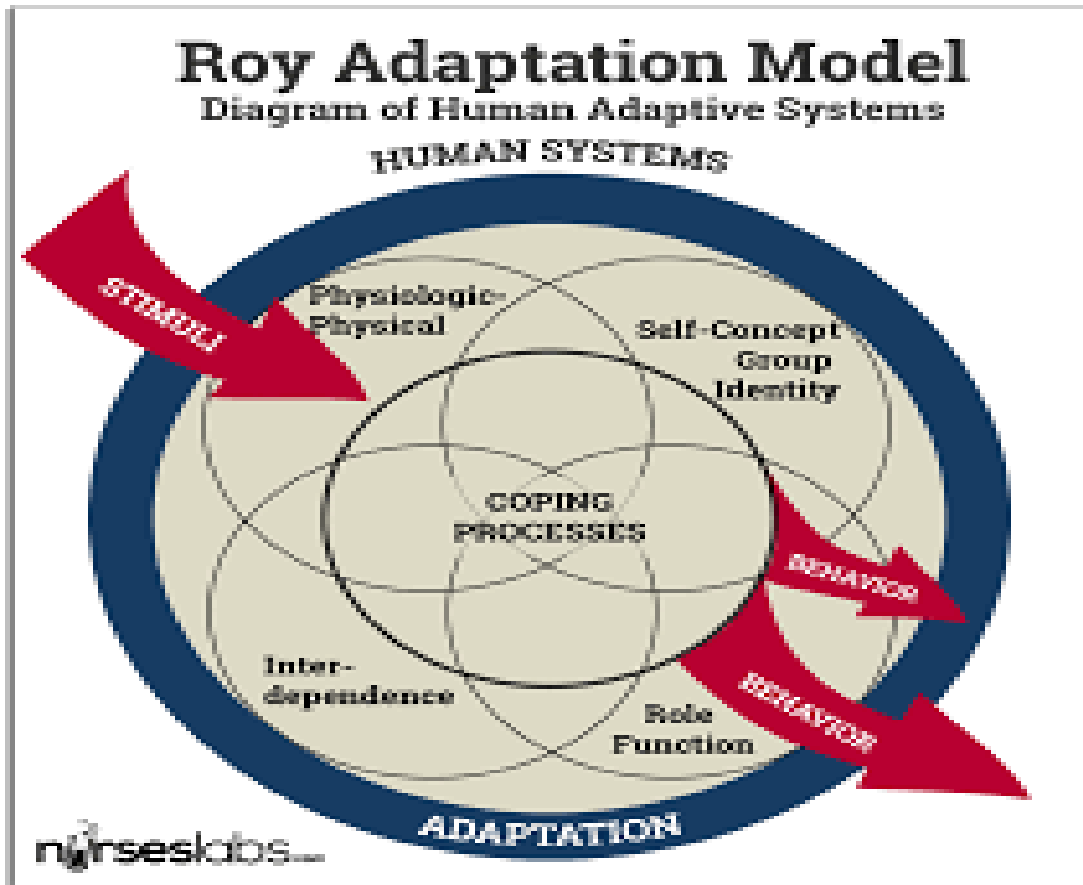 Roy Adaptation Model
Diagram of Human Adaptive Systems
HUMAN SYSTEMS
STIMULI
Physiologic-
Physical
Self-Concept
Group
Identity
COPING
PROCESSES
BEHAVIOR
BEHAVIOR
Inter-
dependence
Role
Function
ADAPTATION
nurseslabs.com